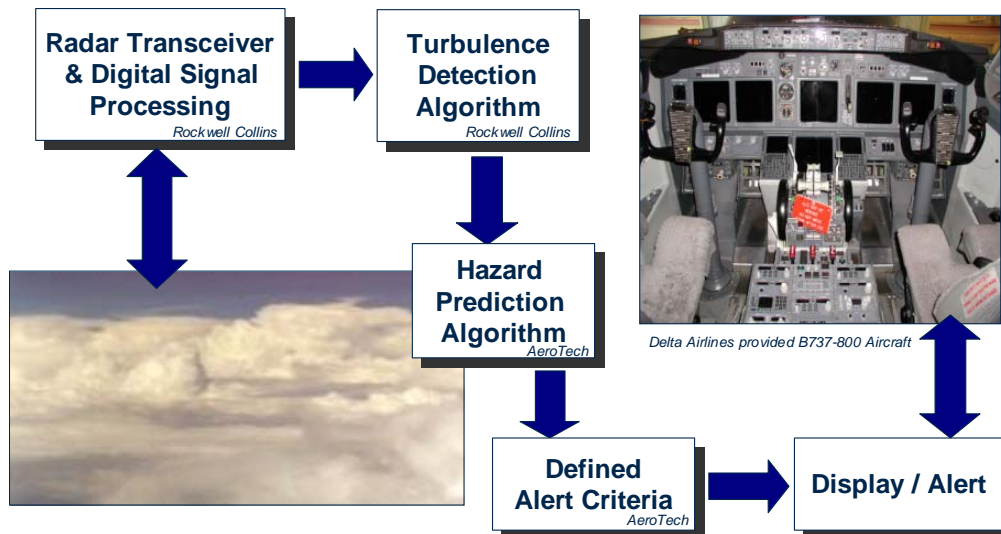 Radar Transceiver
& Digital Signal
Processing
Rockwell Collins
Turbulence
Detection
Algorithm
Rockwell Collins
Hazard
Prediction
Algorithm
AeroTech
Delta Airlines provided B737-800 Aircraft
Defined
Alert Criteria
AeroTech
Display / Alert